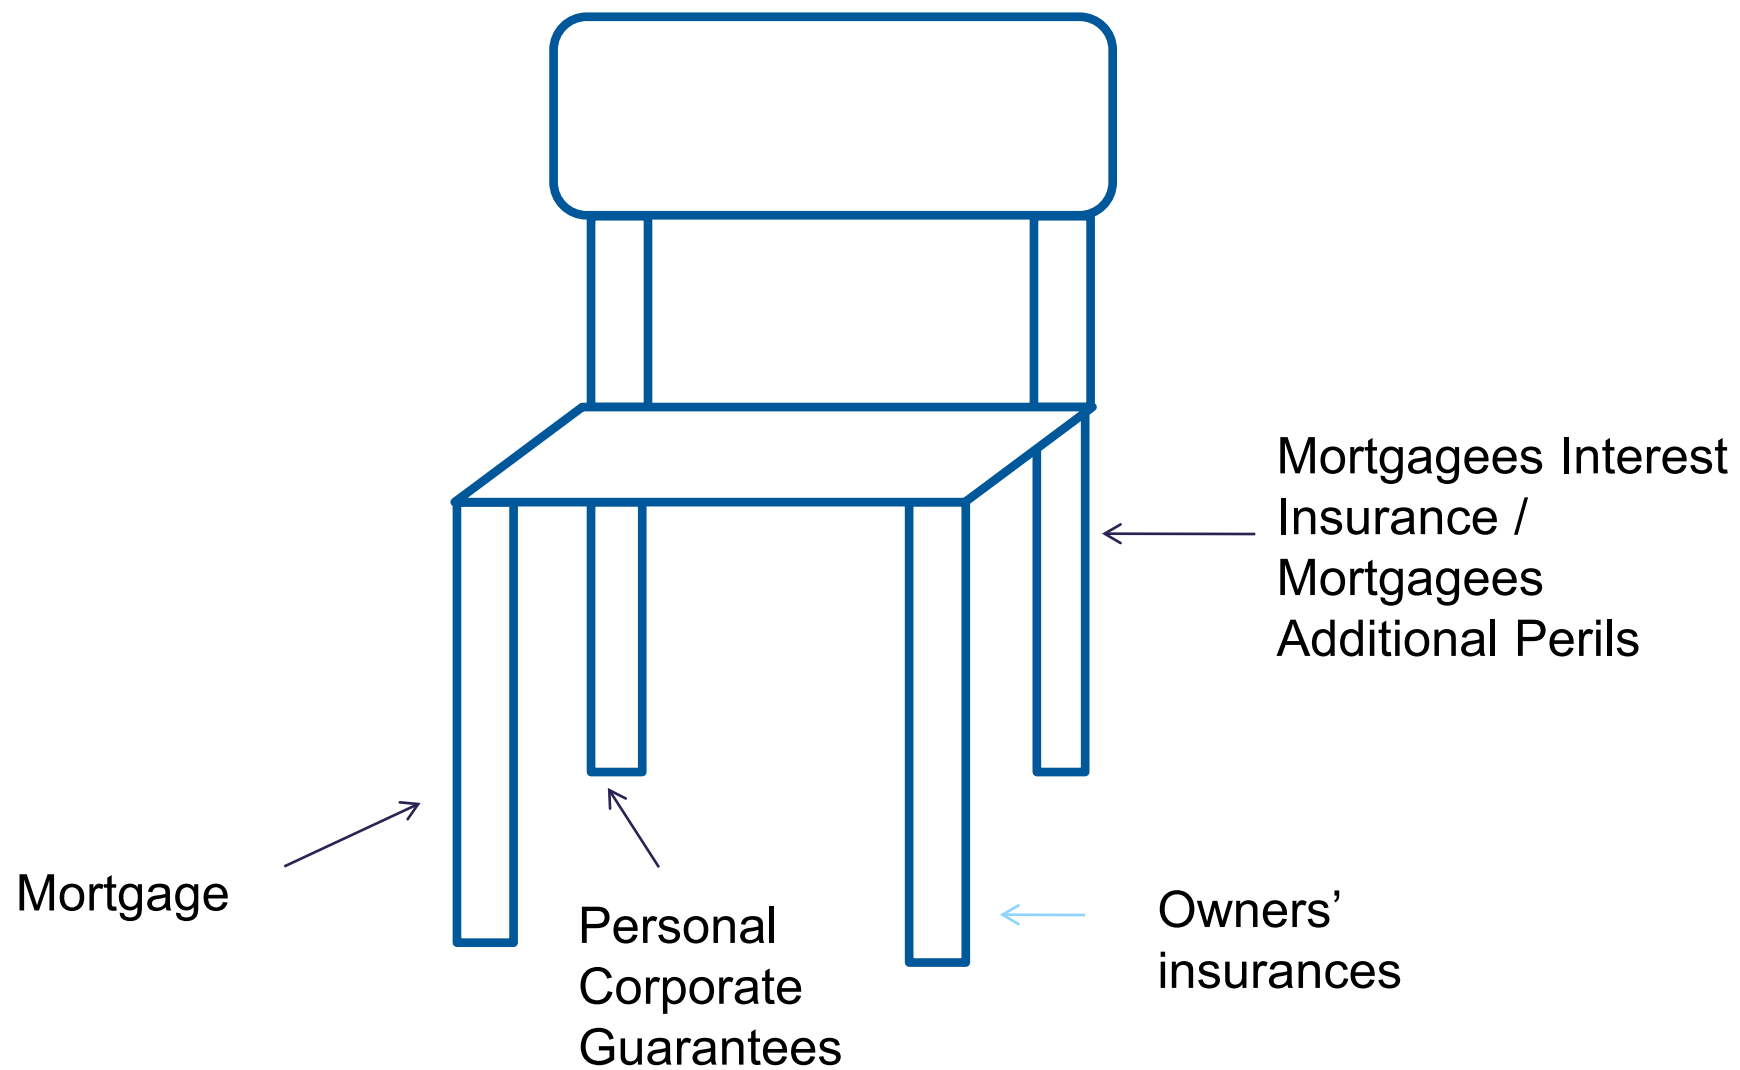 Mortgagees Interest
Insurance /
Mortgagees
Additional Perils
Mortgage
Personal
Corporate
Guarantees
Owners’
insurances